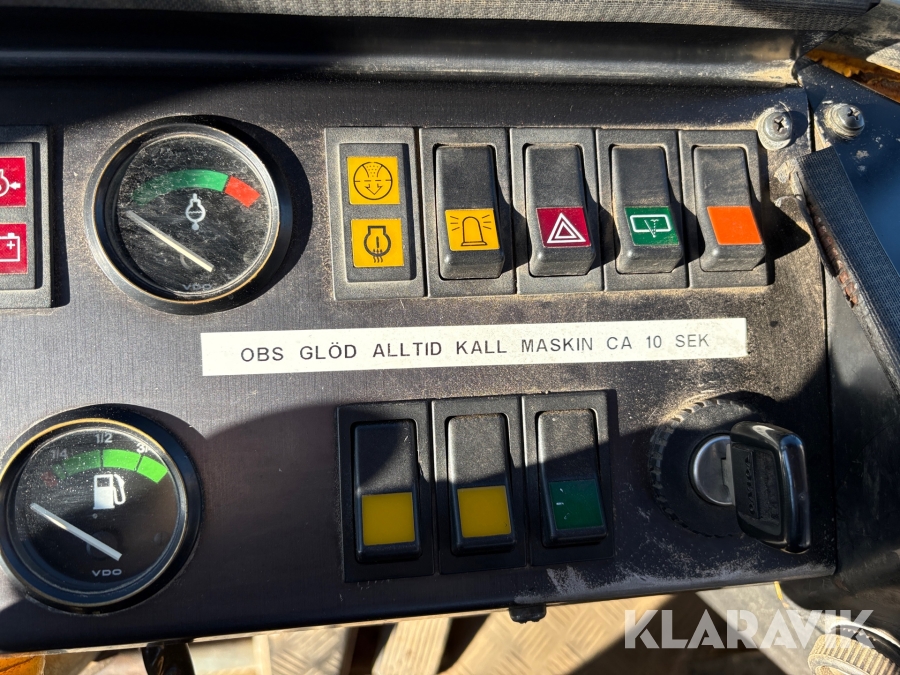 VDO
OBS GLÖD ALLTID KALL MASKIN CA 10 SEK
1/4 1/2
VDO
KLARAVIK